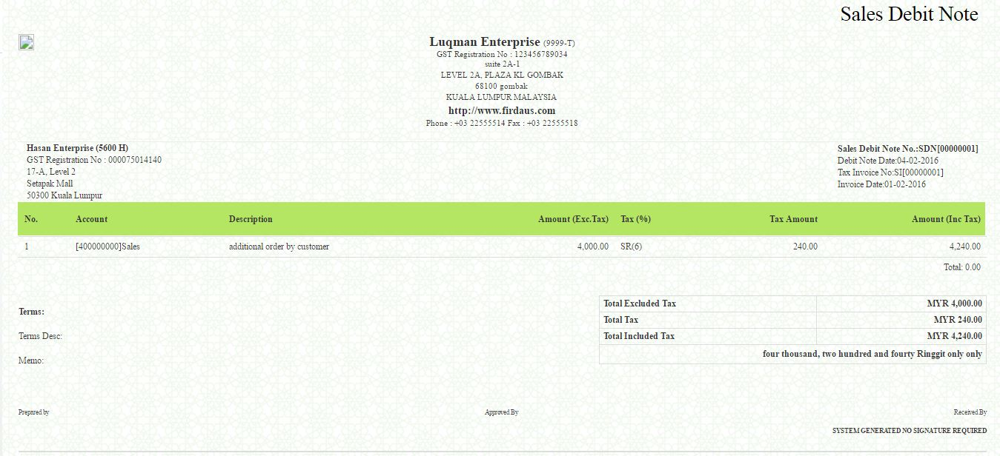 Sales Debit Note
Luqman Enterprise (9999-T)
GST Registration No : 123456789034
suite 2A-1
LEVEL 2A, PLAZA KL GOMBAK
68100 gombak
KUALA LUMPUR MALAYSIA
http://www.firdaus.com
Phone : +03 22555514 Fax : +03 22555518
Hasan Enterprise (5600 H)
GST Registration No : 000075014140
17-A, Level 2
Setapak Mall
50300 Kuala Lumpur
Sales Debit Note No.:SDN[00000001]
Debit Note Date:04-02-2016
Tax Invoice No:SI[00000001]
Invoice Date:01-02-2016
No. Account Description Amount (Exc.Tax) Tax (%) Tax Amount Amount (Inc Tax)
1 [400000000]Sales additional order by customer 4,000.00 SR(6) 240.00 4,240.00
Total: 0.00
Terms:
Terms Desc:
Memo:
Total Excluded Tax MYR 4,000.00
Total Tax MYR 240.00
Total Included Tax MYR 4,240.00
four thousand, two hundred and fourty Ringgit only only
Prepared by Approved By Received By
SYSTEM GENERATED NO SIGNATURE REQUIRED